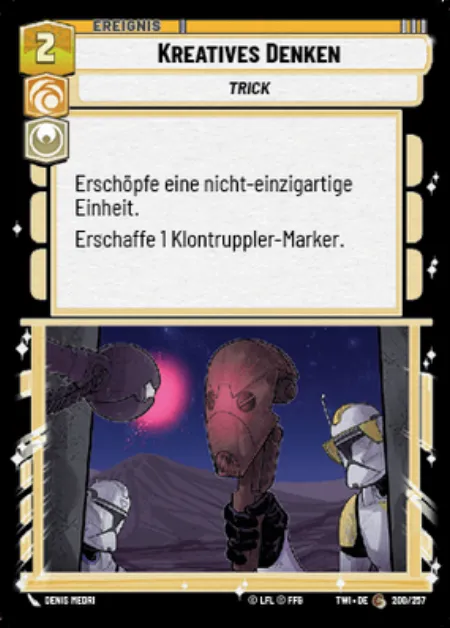 EREIGNIS
2
KREATIVES DENKEN
TRICK
Erschöpfe eine nicht-einzigartige
Einheit.
Erschaffe 1 Klontruppler-Marker.
DENIS MEDRI
© LFL © FFG
TWI • DE
200/257